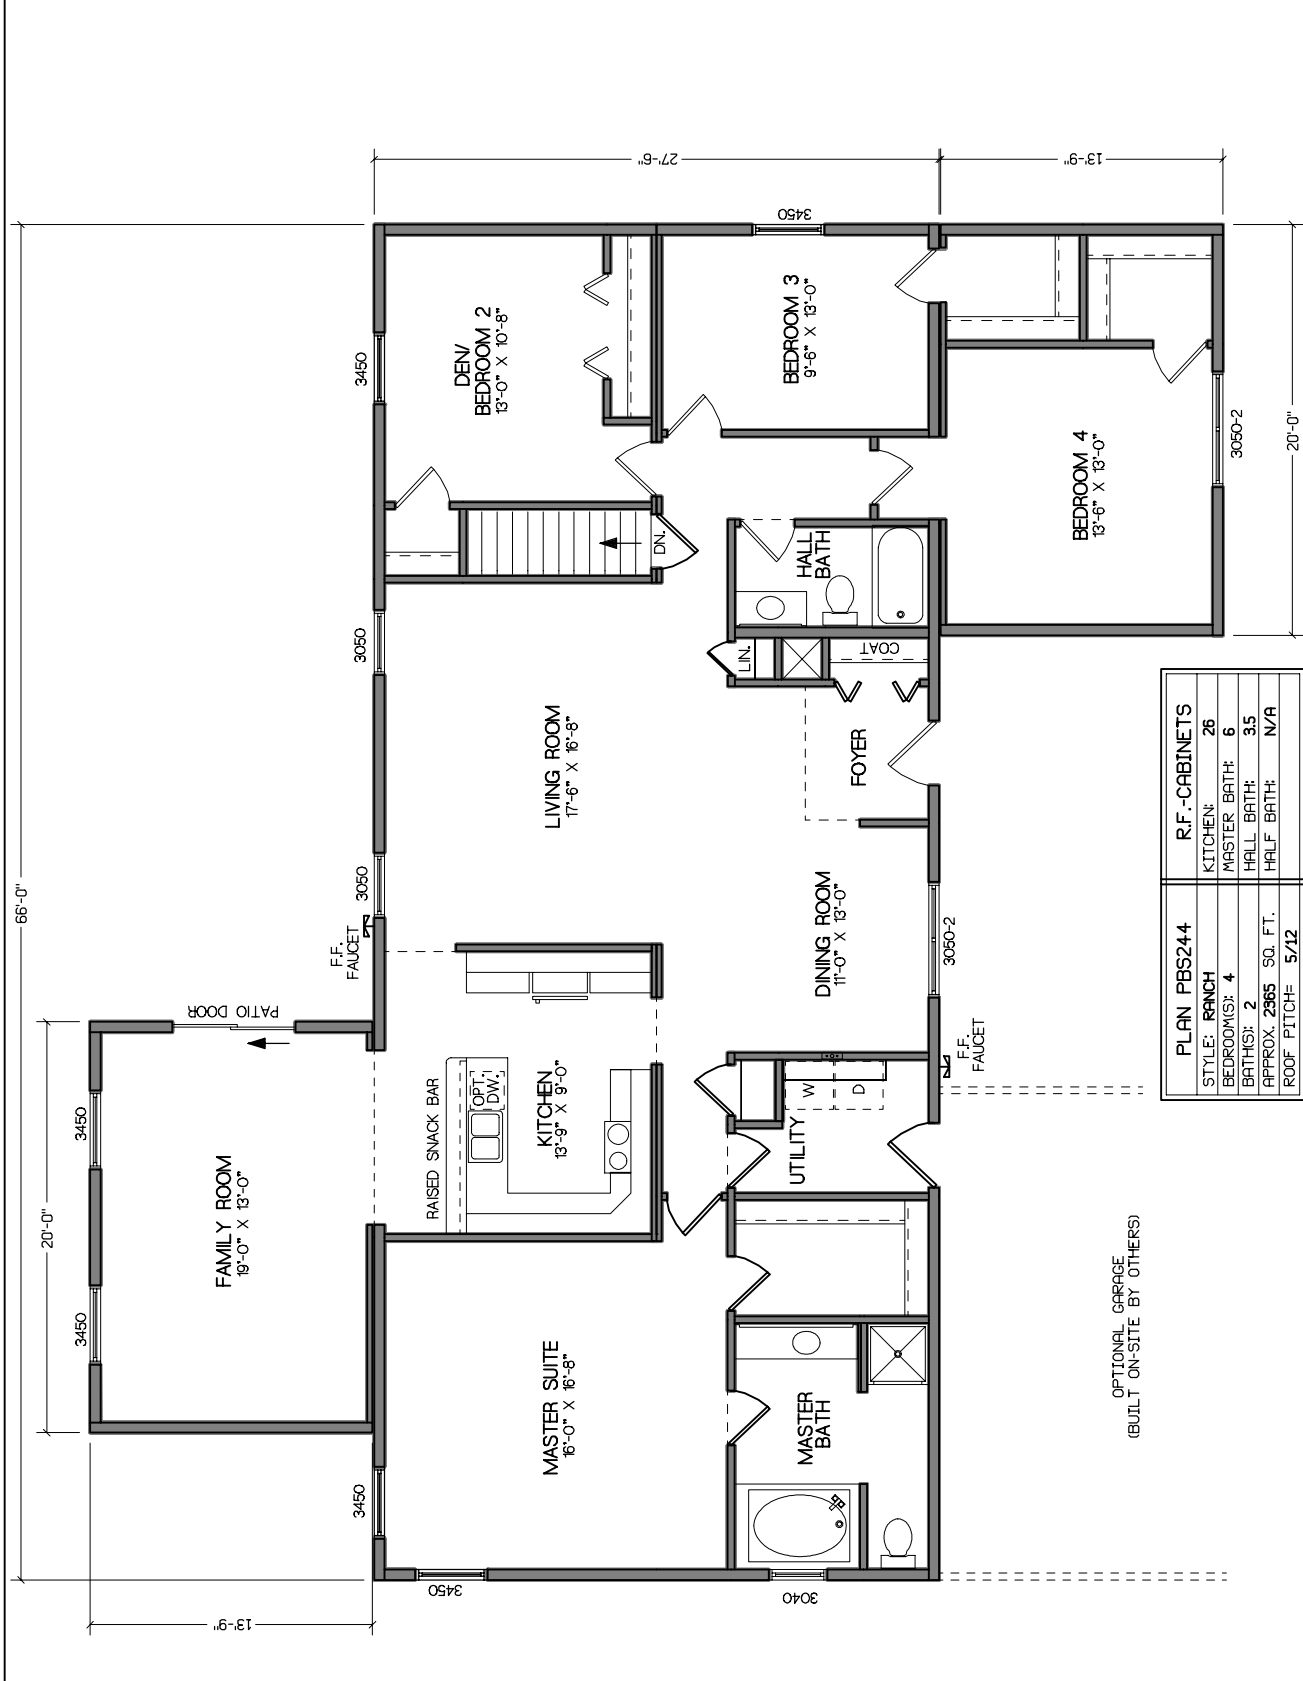 66'-0"
20'-0"
13'-9"
3450
3450
FAMILY ROOM
19'-0" X 13'-0"
PATIO DOOR
F.F.
FAUCET
3450
3050
3050
3450
27'-6"
13'-9"
MASTER SUITE
16'-0" X 16'-8"
3450
3040
RAISED SNACK BAR
OPT.
DW.
KITCHEN
13'-9" X 9'-0"
LIVING ROOM
17'-6" X 16'-8"
DEN/
BEDROOM 2
13'-0" X 10'-8"
DN.
BEDROOM 3
9'-6" X 13'-0"
3450
MASTER
BATH
UTILITY
W
D
DINING ROOM
11'-0" X 13'-0"
FOYER
LIN.
COAT
HALL
BATH
3050-2
F.F.
FAUCET
BEDROOM 4
13'-6" X 13'-0"
3050-2
20'-0"
OPTIONAL GARAGE
(BUILT ON-SITE BY OTHERS)
PLAN PBS244
STYLE: RANCH
BEDROOM(S): 4
BATH(S): 2
APPROX. 2365 SQ. FT.
ROOF PITCH= 5/12
R.F.-CABINETS
KITCHEN: 26
MASTER BATH: 6
HALL BATH: 3.5
HALF BATH: N/A